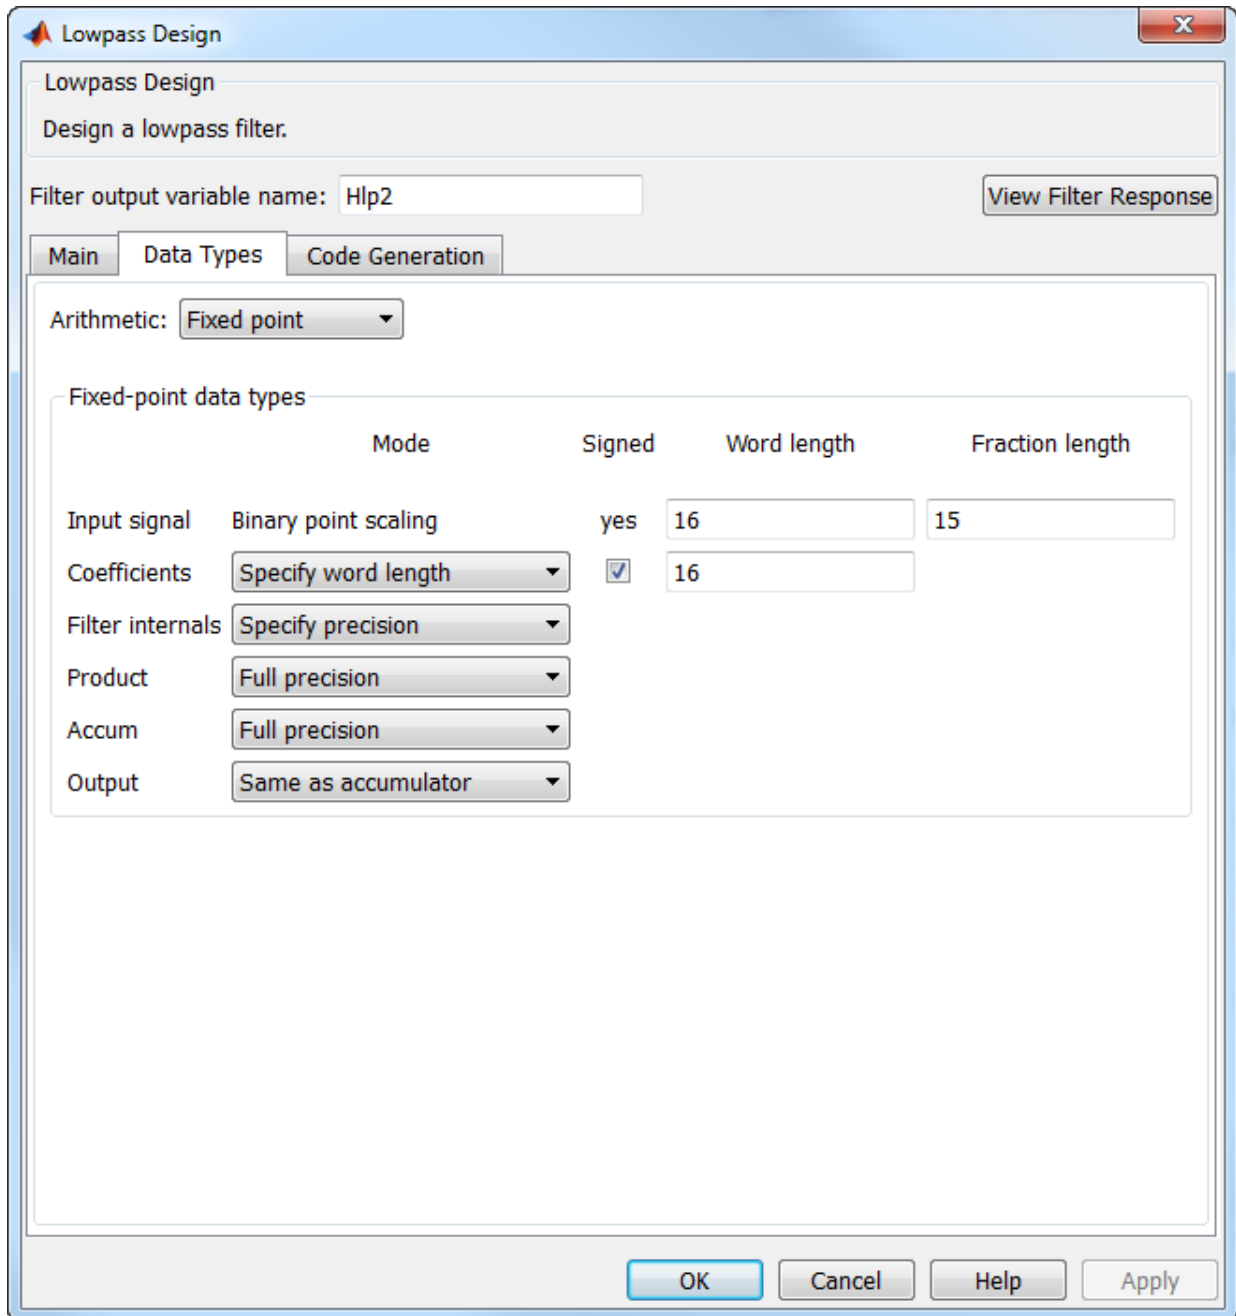 Lowpass Design
Lowpass Design
Design a lowpass filter.
Filter output variable name: Hlp2 View Filter Response
Main Data Types Code Generation
Arithmetic: Fixed point
Fixed-point data types
Mode Signed Word length Fraction length
Input signal Binary point scaling yes 16 15
Coefficients Specify word length 16
Filter internals Specify precision
Product Full precision
Accum Full precision
Output Same as accumulator
OK Cancel Help Apply